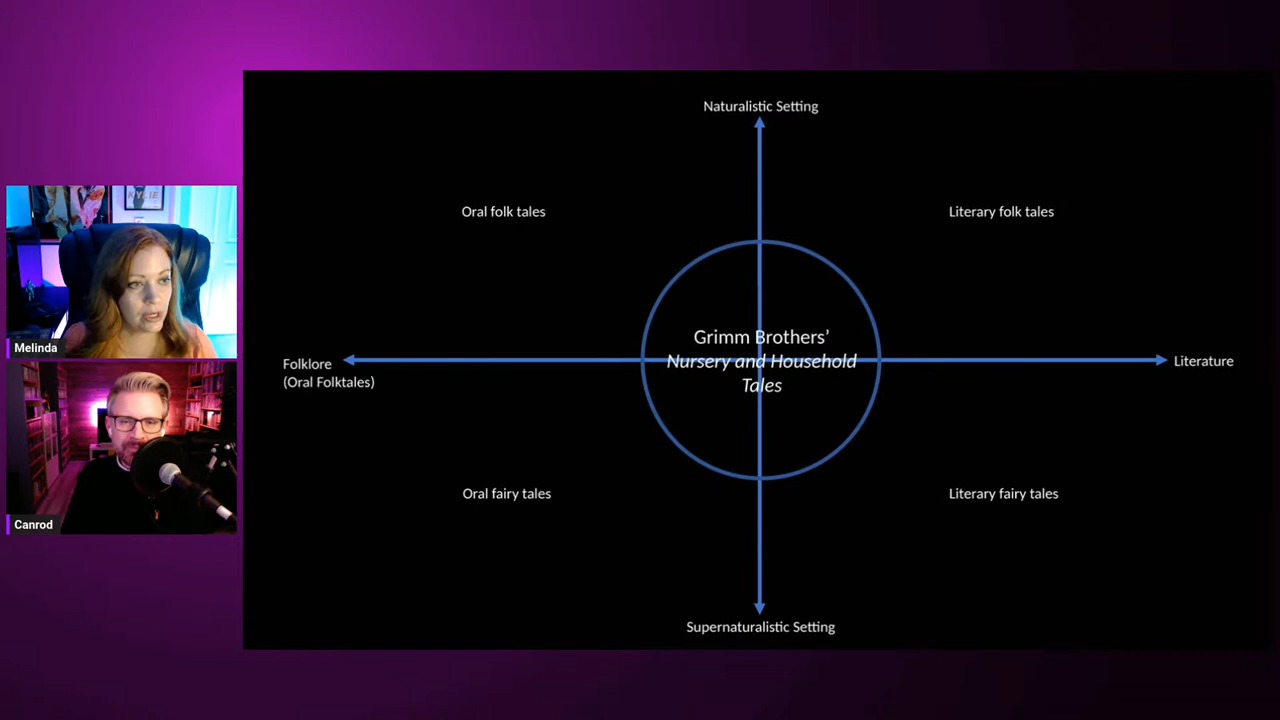 KYLIE
Melinda
Canrod
Naturalistic Setting
Oral folk tales
Literary folk tales
Grimm Brothers’
Nursery and Household
Tales
Folklore
(Oral Folktales)
Literature
Oral fairy tales
Literary fairy tales
Supernaturalistic Setting